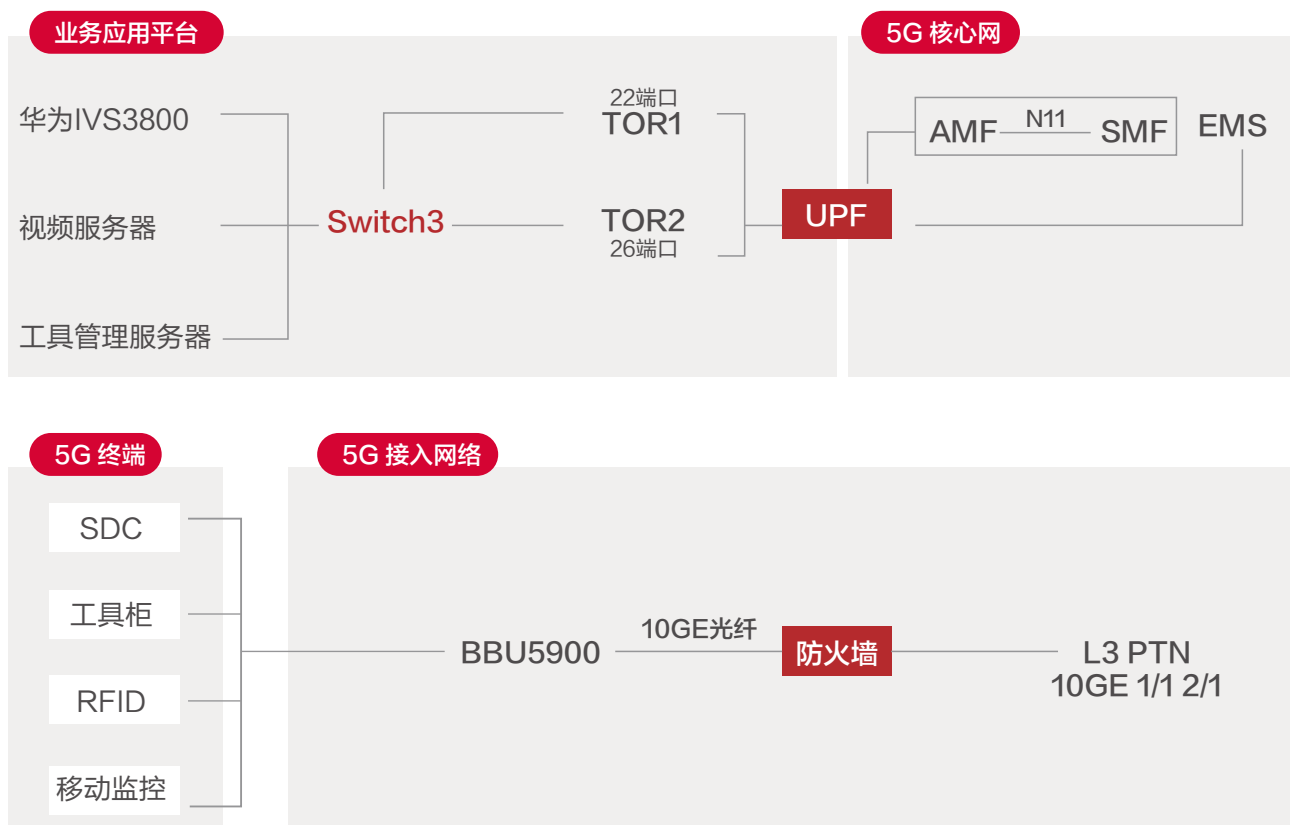 业务应用平台
华为IVS3800
视频服务器
工具管理服务器
Switch3
22端口
TOR1
TOR2
26端口
UPF
5G 核心网
AMF
N11
SMF
EMS
5G 终端
SDC
工具柜
RFID
移动监控
5G 接入网络
BBU5900
10GE光纤
防火墙
L3 PTN
10GE 1/1 2/1